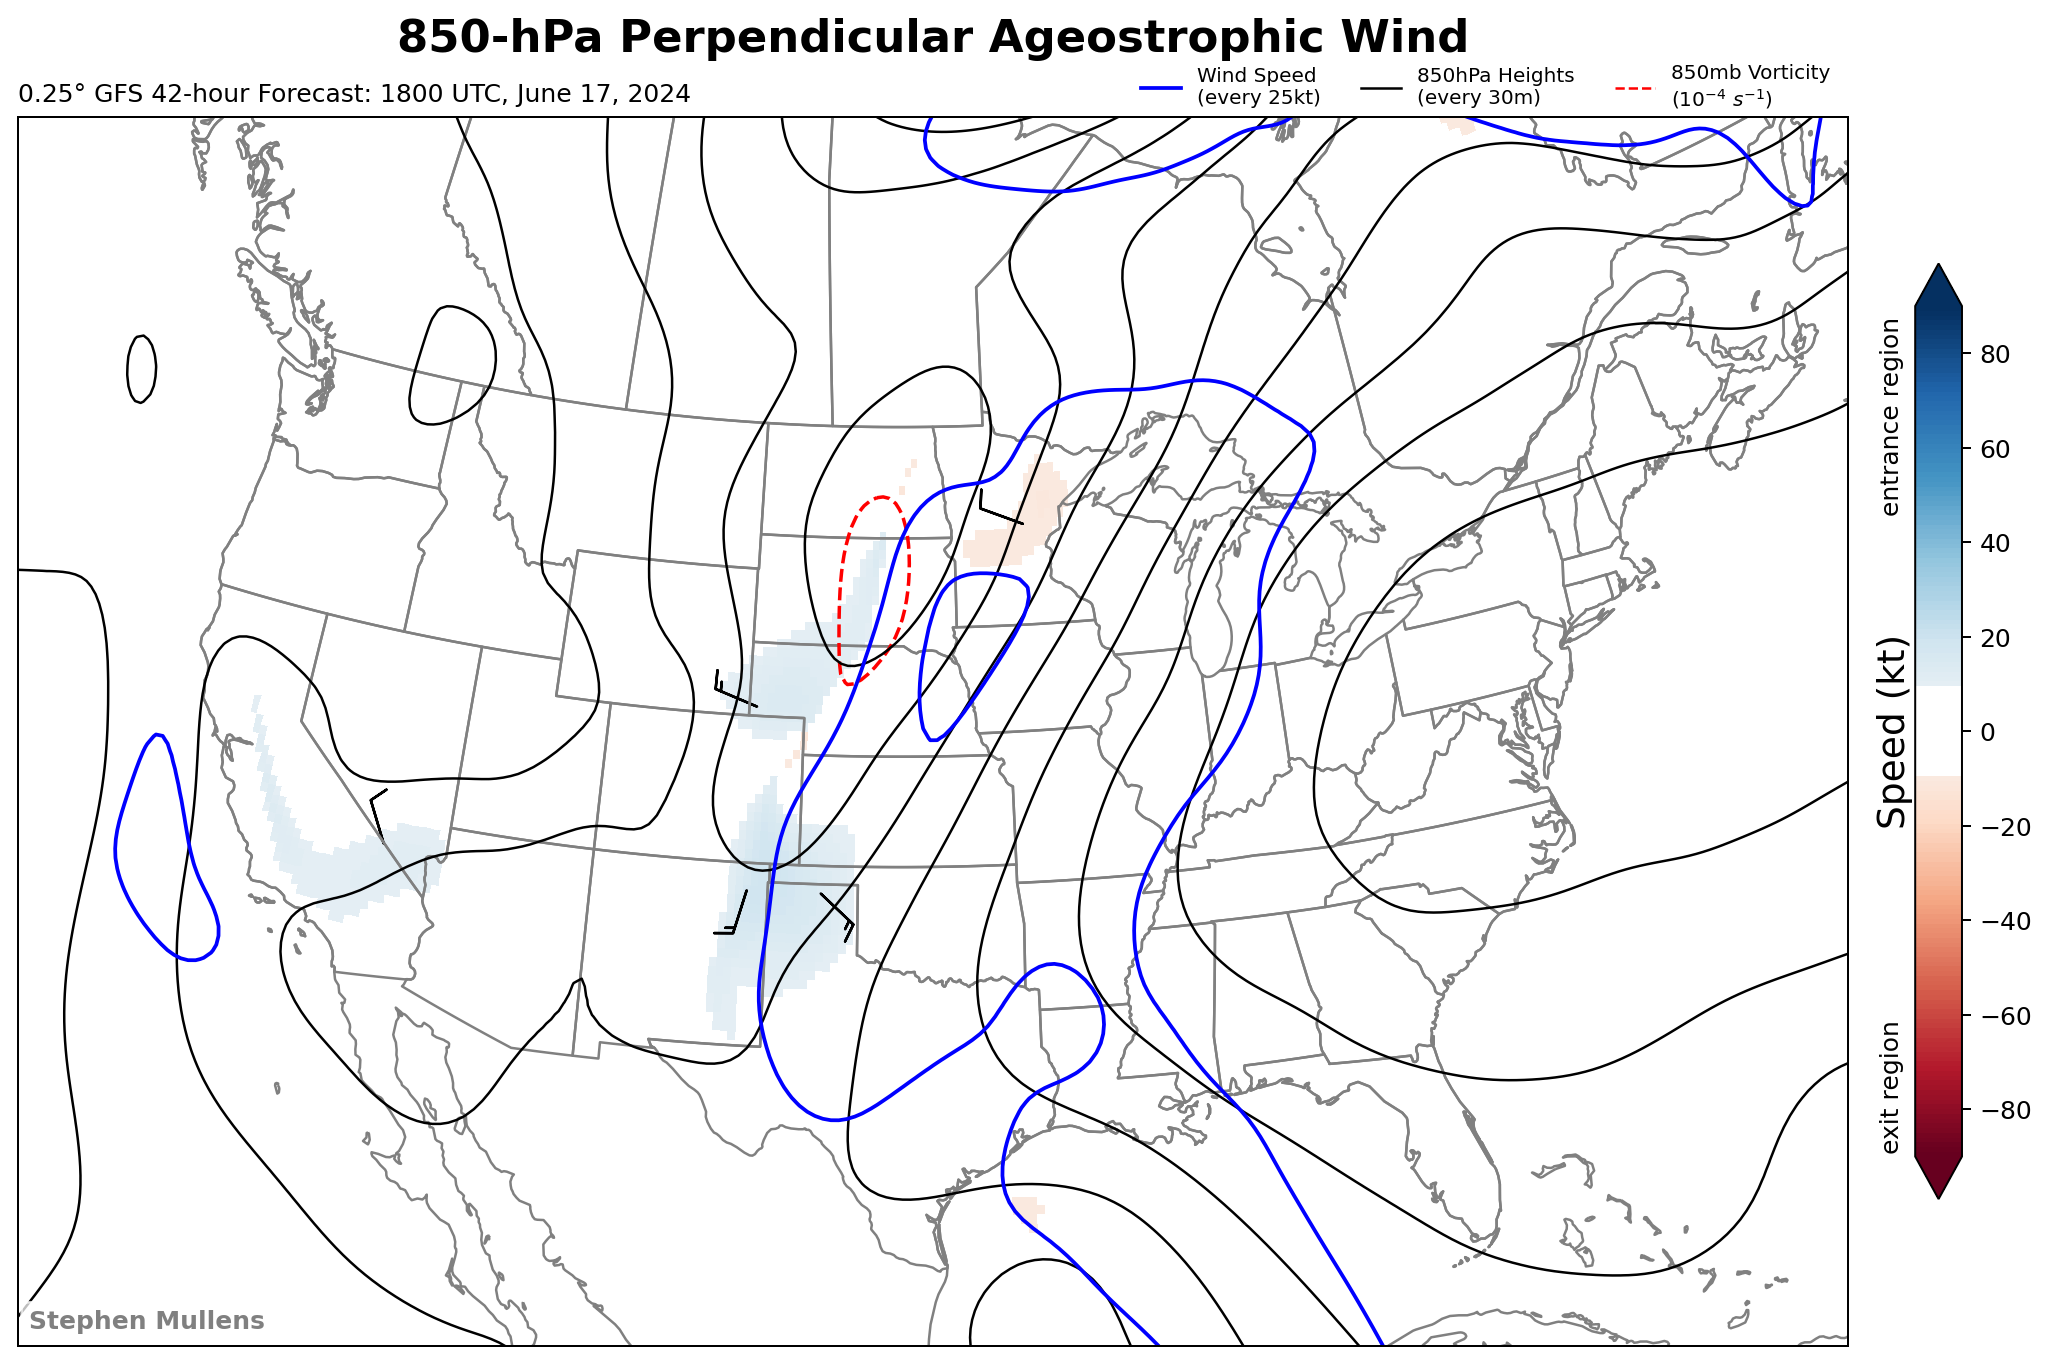 850-hPa Perpendicular Ageostrophic Wind
0.25° GFS 42-hour Forecast: 1800 UTC, June 17, 2024
Wind Speed
(every 25kt)
850hPa Heights
(every 30m)
850mb Vorticity
(10⁻⁴ s⁻¹)
entrance region
Speed (kt)
exit region
80
60
40
20
0
−20
−40
−60
−80
Stephen Mullens